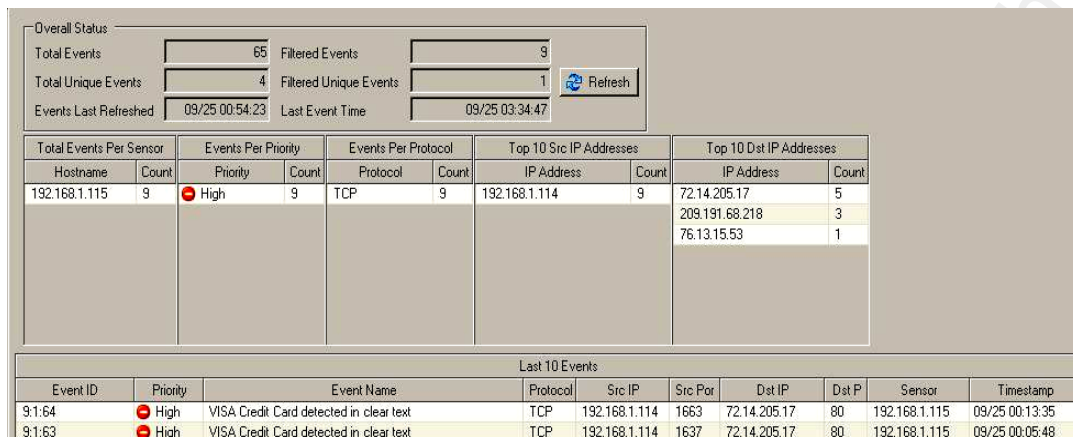 Overall Status
Total Events 65 Filtered Events 9
Total Unique Events 4 Filtered Unique Events 1 Refresh
Events Last Refreshed 09/25 00:54:23 Last Event Time 09/25 03:34:47
Total Events Per Sensor Events Per Priority Events Per Protocol Top 10 Src IP Addresses Top 10 Dst IP Addresses
Hostname Count Priority Count Protocol Count IP Address Count IP Address Count
192.168.1.115 9 High 9 TCP 9 192.168.1.114 9 72.14.205.17 5
209.191.68.218 3
76.13.15.53 1
Last 10 Events
Event ID Priority Event Name Protocol Src IP Src Por Dst IP Dst P Sensor Timestamp
9:1:64 High VISA Credit Card detected in clear text TCP 192.168.1.114 1663 72.14.205.17 80 192.168.1.115 09/25 00:13:35
9:1:63 High VISA Credit Card detected in clear text TCP 192.168.1.114 1637 72.14.205.17 80 192.168.1.115 09/25 00:05:48